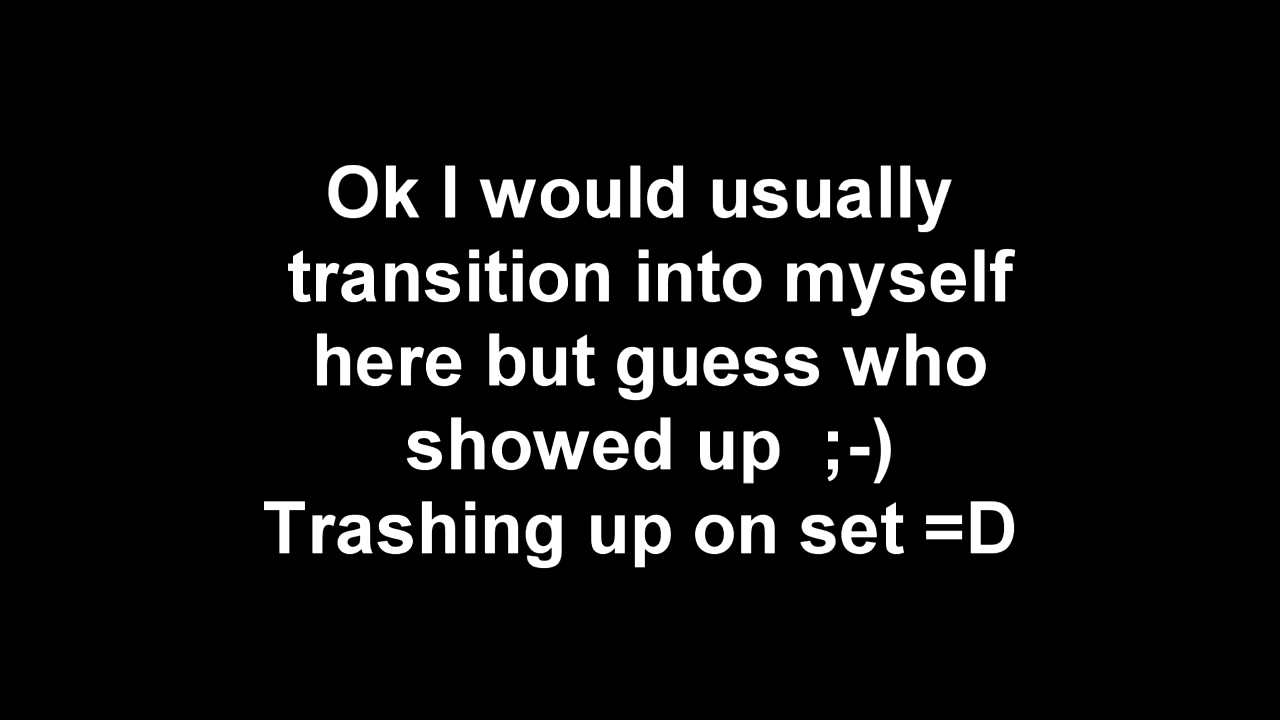 Ok I would usually
transition into myself
here but guess who
showed up  ;-)
Trashing up on set =D